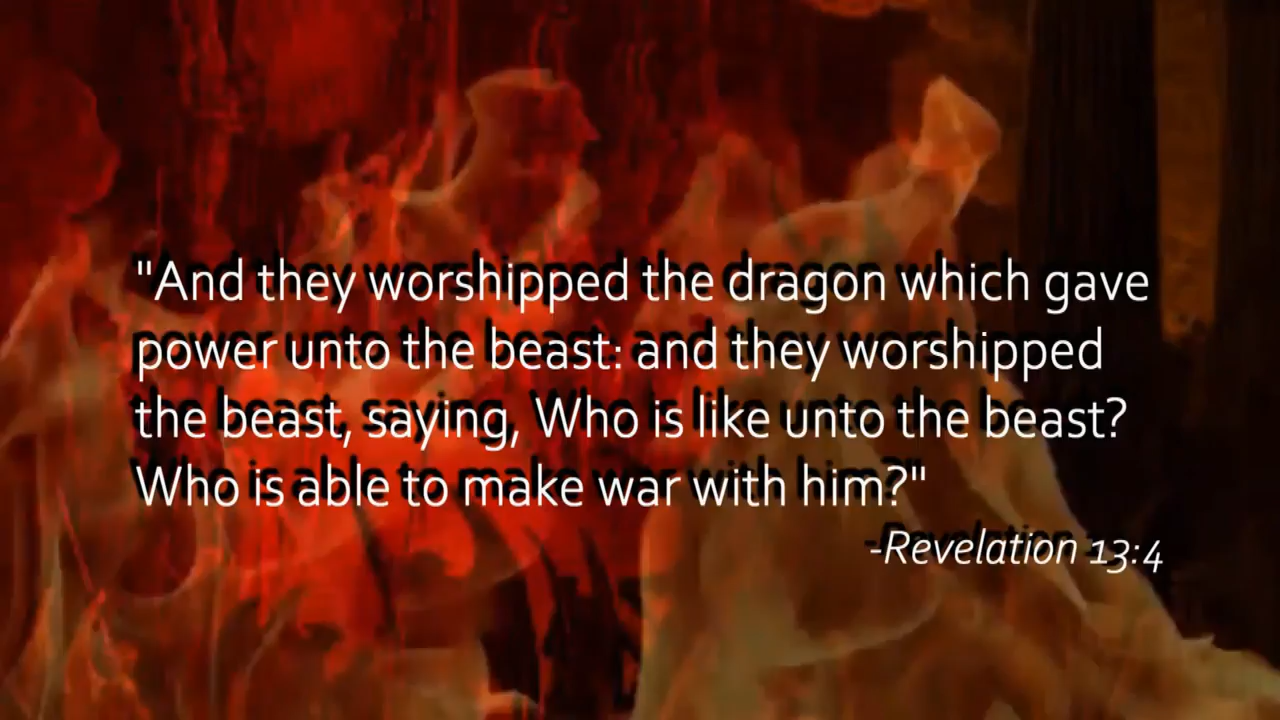 "And they worshipped the dragon which gave
power unto the beast: and they worshipped
the beast, saying, Who is like unto the beast?
Who is able to make war with him?"
-Revelation 13:4